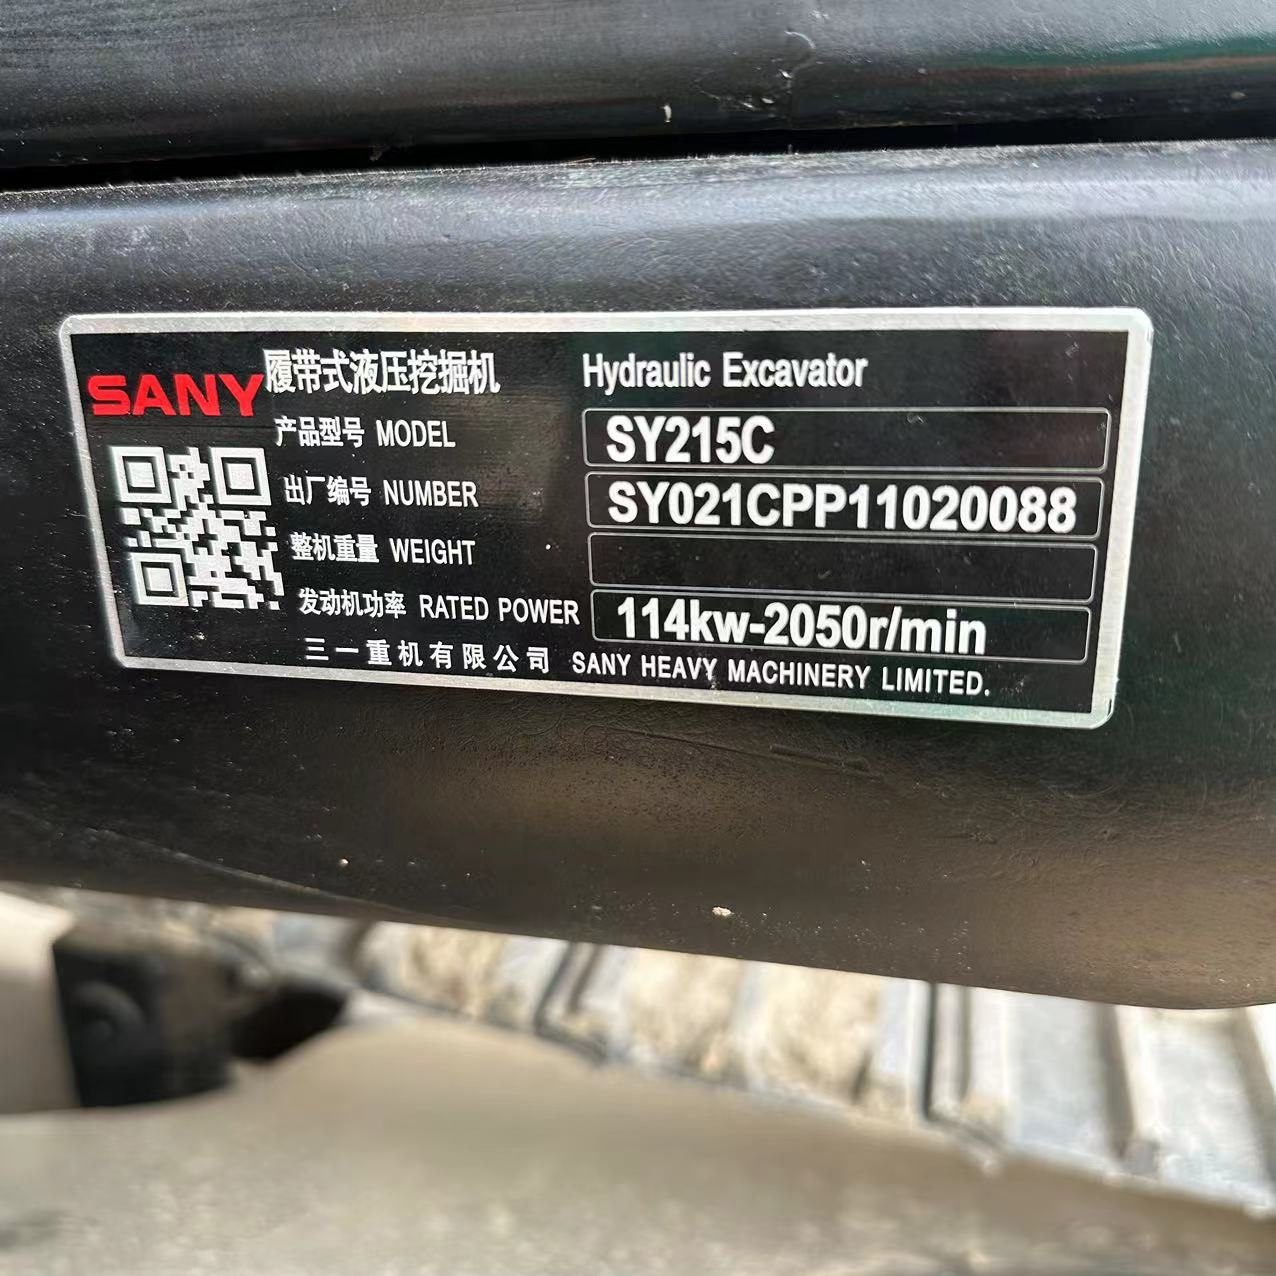 SANY 履带式液压挖掘机 Hydraulic Excavator
产品型号 MODEL SY215C
出厂编号 NUMBER SY021CPP11020088
整机重量 WEIGHT
发动机功率 RATED POWER 114kw-2050r/min
三一重机有限公司 SANY HEAVY MACHINERY LIMITED.